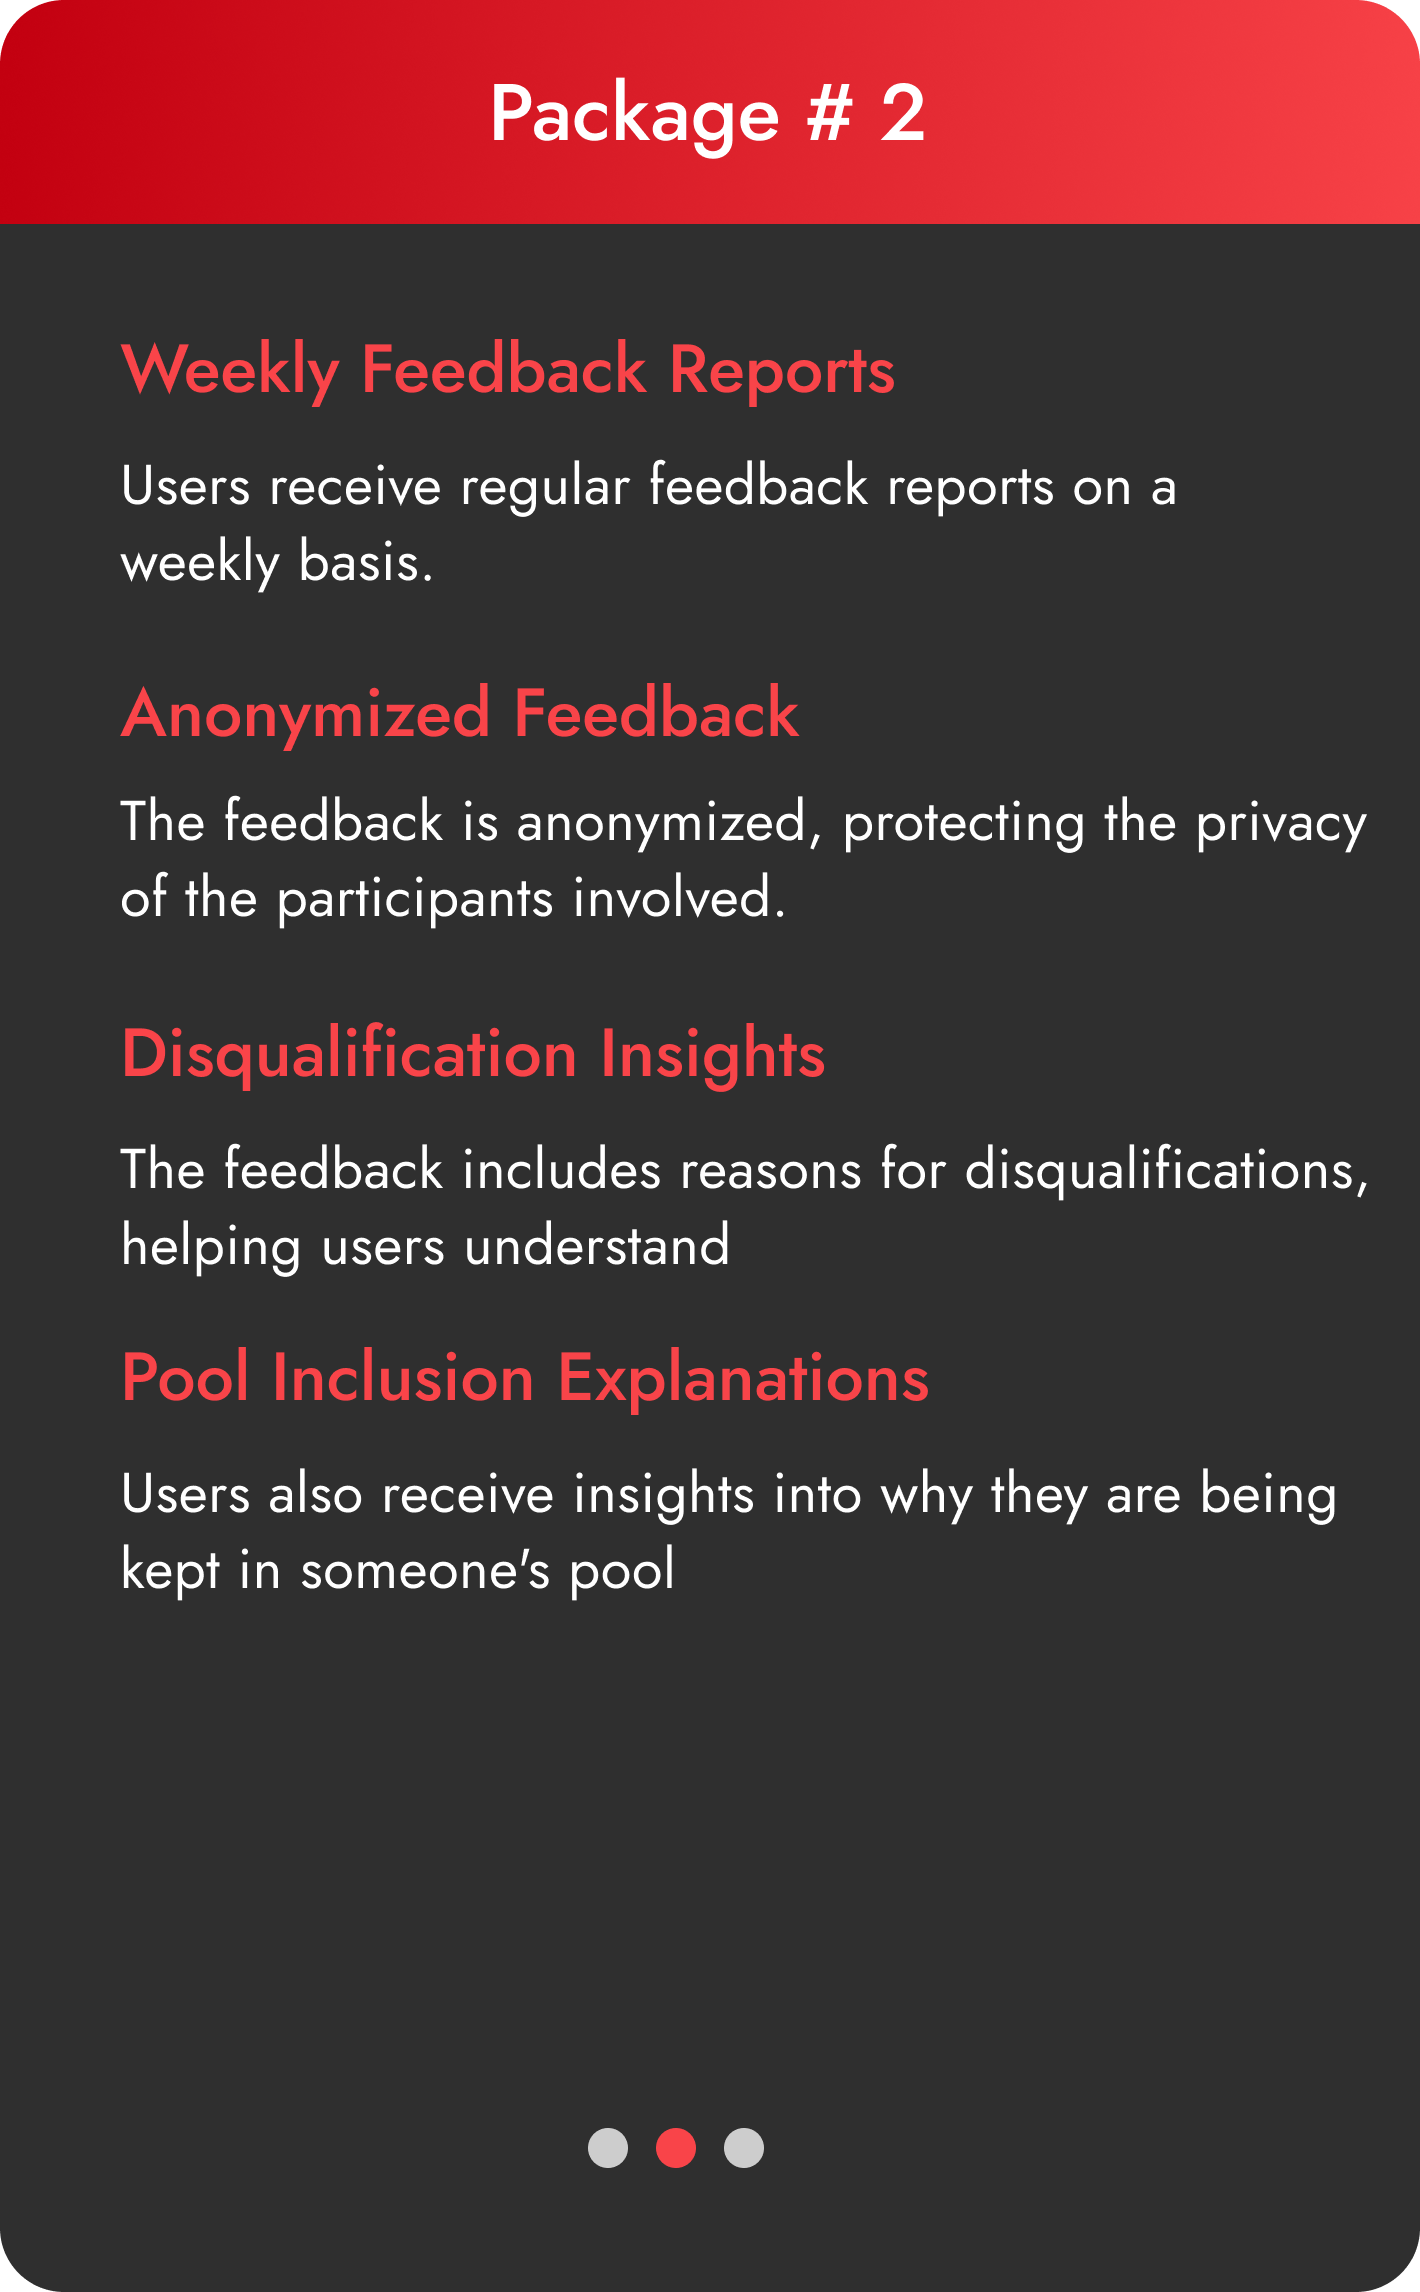 Package # 2
Weekly Feedback Reports
Users receive regular feedback reports on a
weekly basis.
Anonymized Feedback
The feedback is anonymized, protecting the privacy
of the participants involved.
Disqualification Insights
The feedback includes reasons for disqualifications,
helping users understand
Pool Inclusion Explanations
Users also receive insights into why they are being
kept in someone's pool